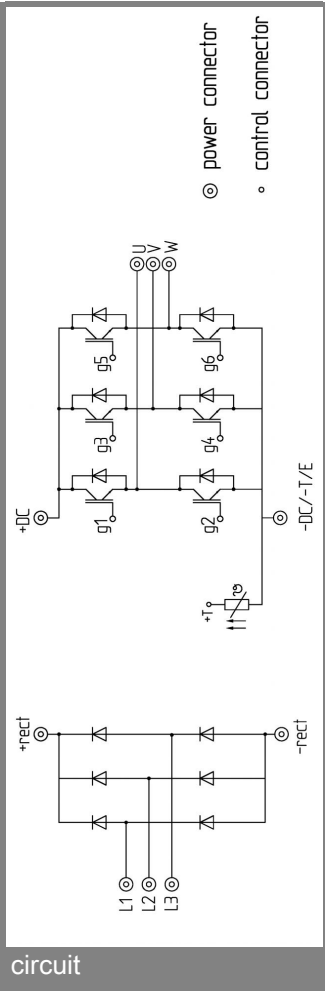 power connector
control connector
U
V
W
+DC
g1
g3
g5
g2
g4
g6
-DC/-T/E
+T
ϑ
+rect
-rect
L1
L2
L3
circuit